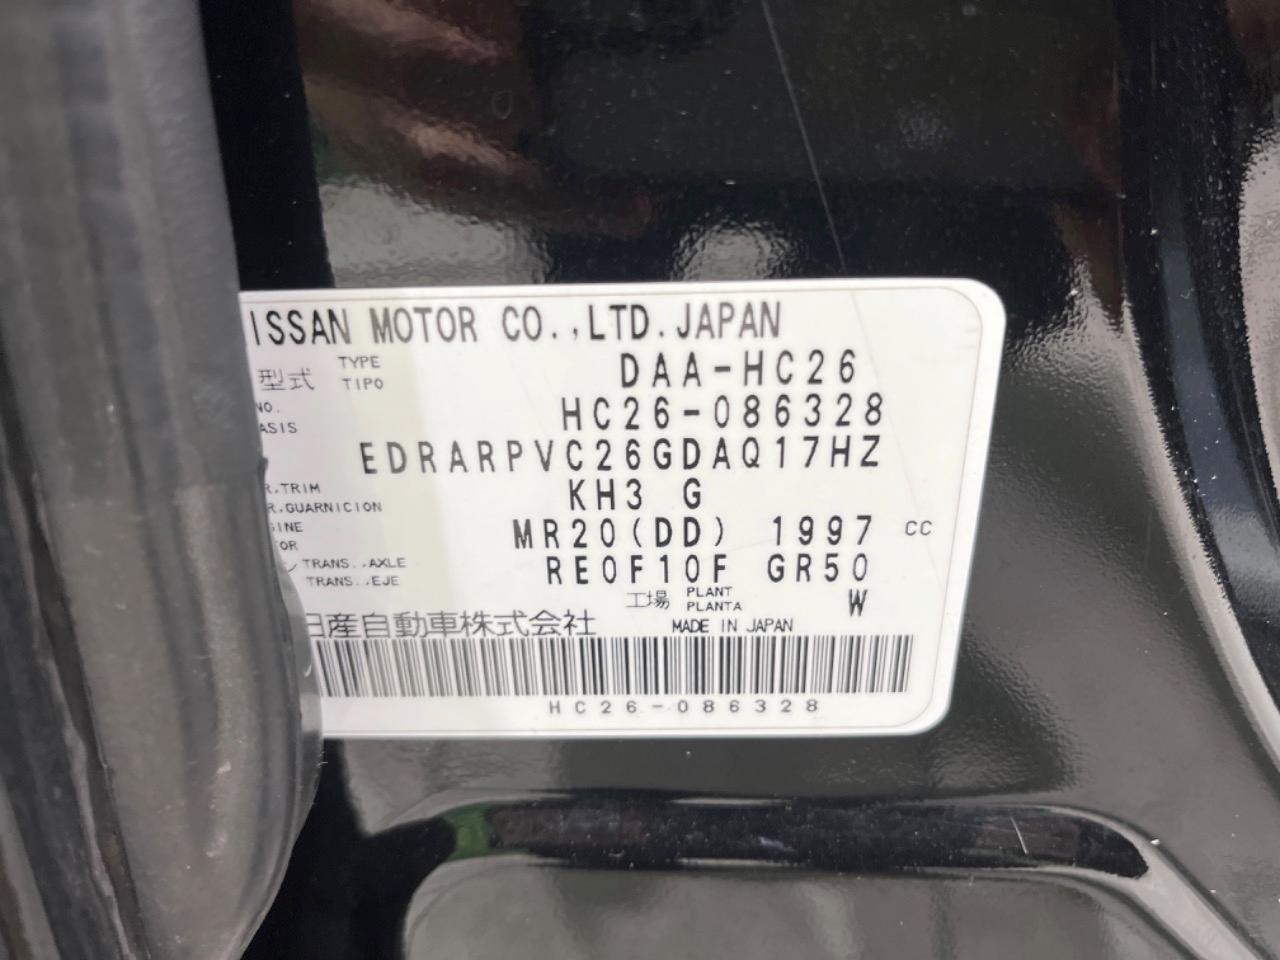 ISSAN MOTOR CO.,LTD.JAPAN
型式 TYPE TIPO DAA-HC26
NO. ASIS HC26-086328
EDRARPVC26GDAQ17HZ
R.TRIM R.GUARNICION KH3 G
INE OR MR20(DD) 1997 CC
TRANS..AXLE TRANS..EJE RE0F10F GR50
工場 PLANT PLANTA W
日産自動車株式会社 MADE IN JAPAN
HC26-086328